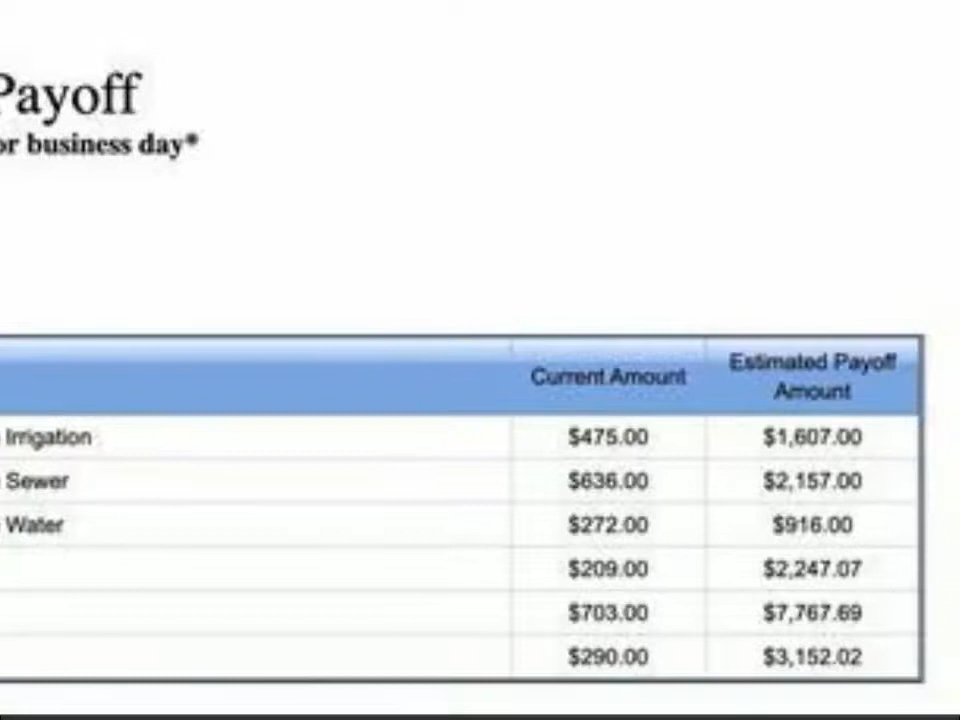 Payoff
or business day*
Current Amount Estimated Payoff
Amount
Irrigation $475.00 $1,607.00
Sewer $636.00 $2,157.00
Water $272.00 $916.00
$209.00 $2,247.07
$703.00 $7,767.69
$290.00 $3,152.02